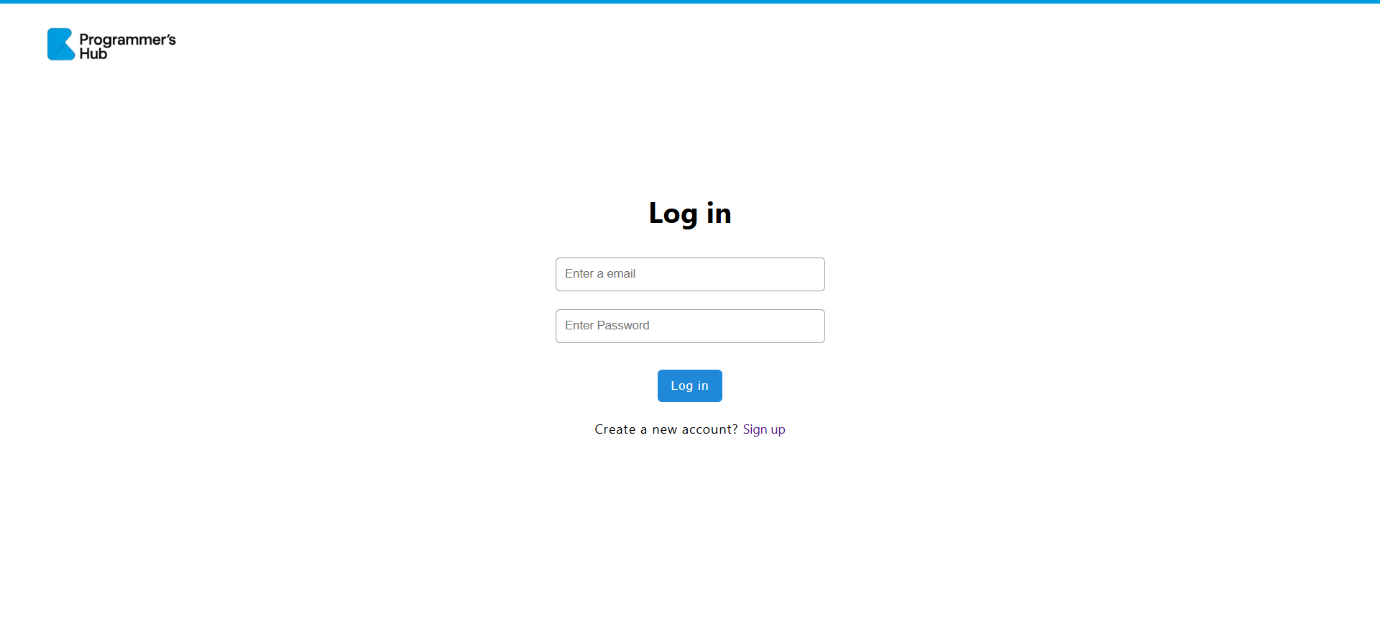 Programmer's
Hub
Log in
Enter a email
Enter Password
Log in
Create a new account? Sign up